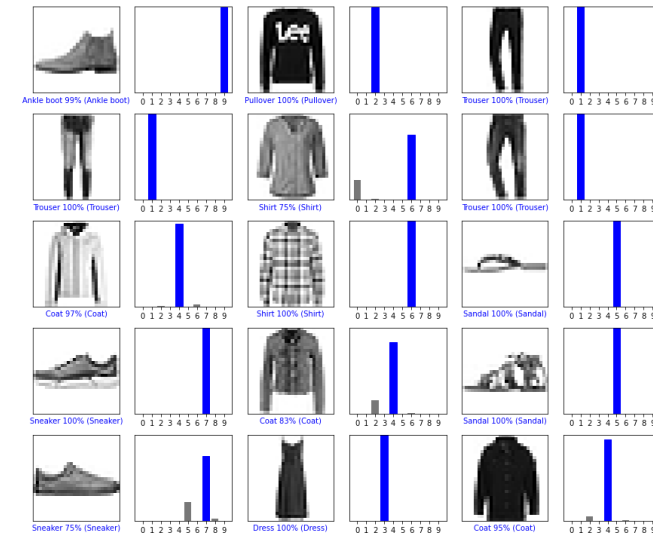 Lee
0 1 2 3 4 5 6 7 8 9 0 1 2 3 4 5 6 7 8 9 0 1 2 3 4 5 6 7 8 9
Ankle boot 99% (Ankle boot) Pullover 100% (Pullover) Trouser 100% (Trouser)
0 1 2 3 4 5 6 7 8 9 0 1 2 3 4 5 6 7 8 9 0 1 2 3 4 5 6 7 8 9
Trouser 100% (Trouser) Shirt 75% (Shirt) Trouser 100% (Trouser)
0 1 2 3 4 5 6 7 8 9 0 1 2 3 4 5 6 7 8 9 0 1 2 3 4 5 6 7 8 9
Coat 97% (Coat) Shirt 100% (Shirt) Sandal 100% (Sandal)
0 1 2 3 4 5 6 7 8 9 0 1 2 3 4 5 6 7 8 9 0 1 2 3 4 5 6 7 8 9
Sneaker 100% (Sneaker) Coat 83% (Coat) Sandal 100% (Sandal)
0 1 2 3 4 5 6 7 8 9 0 1 2 3 4 5 6 7 8 9 0 1 2 3 4 5 6 7 8 9
Sneaker 75% (Sneaker) Dress 100% (Dress) Coat 95% (Coat)